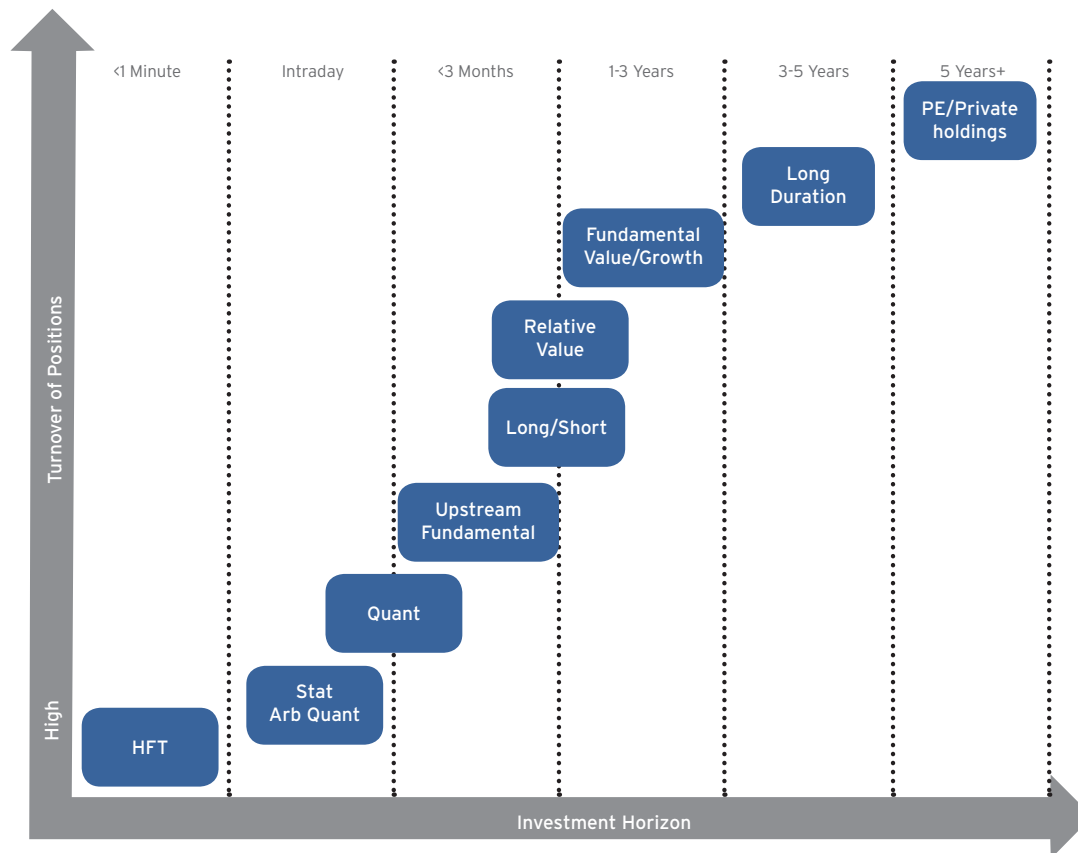 <1 Minute
Intraday
<3 Months
1-3 Years
3-5 Years
5 Years+
PE/Private
holdings
Long
Duration
Fundamental
Value/Growth
Relative
Value
Long/Short
Upstream
Fundamental
Quant
Stat
Arb Quant
HFT
Turnover of Positions
High
Investment Horizon